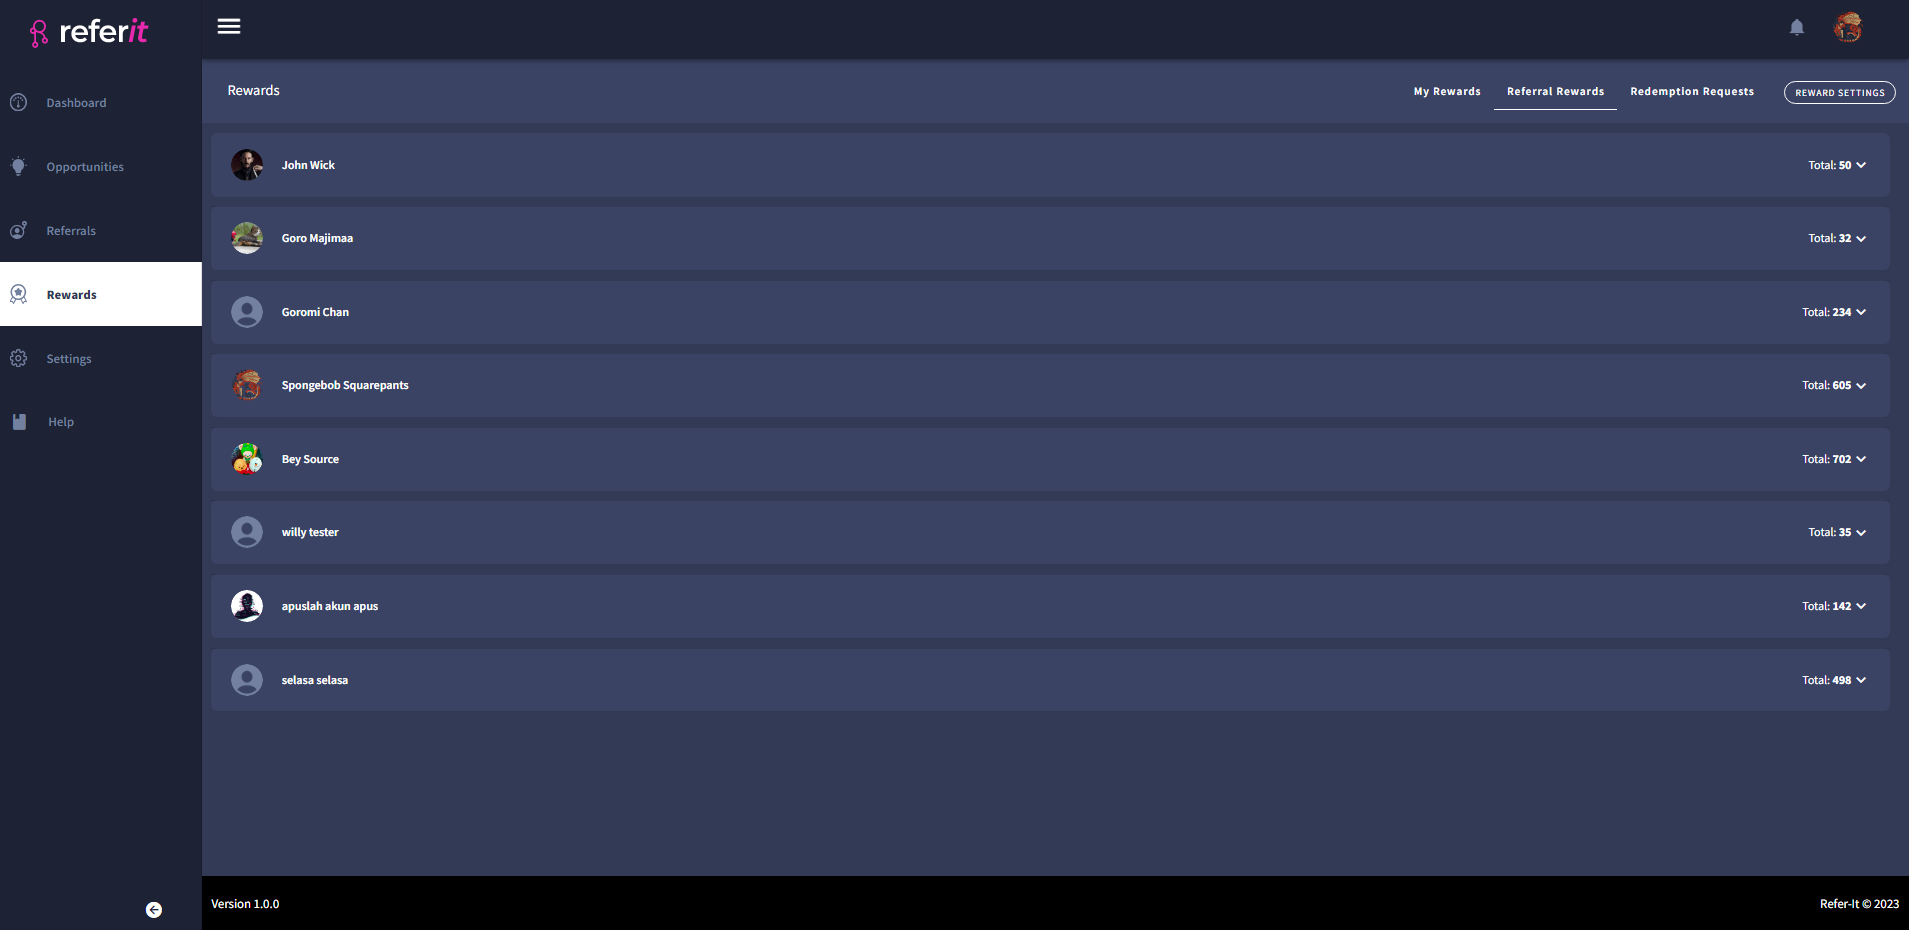 referit
Dashboard
Opportunities
Referrals
Rewards
Settings
Help
Rewards
My Rewards
Referral Rewards
Redemption Requests
REWARD SETTINGS
John Wick
Total: 50
Goro Majimaa
Total: 32
Goromi Chan
Total: 234
Spongebob Squarepants
Total: 605
Bey Source
Total: 702
willy tester
Total: 35
apuslah akun apus
Total: 142
selasa selasa
Total: 498
Version 1.0.0
Refer-It © 2023